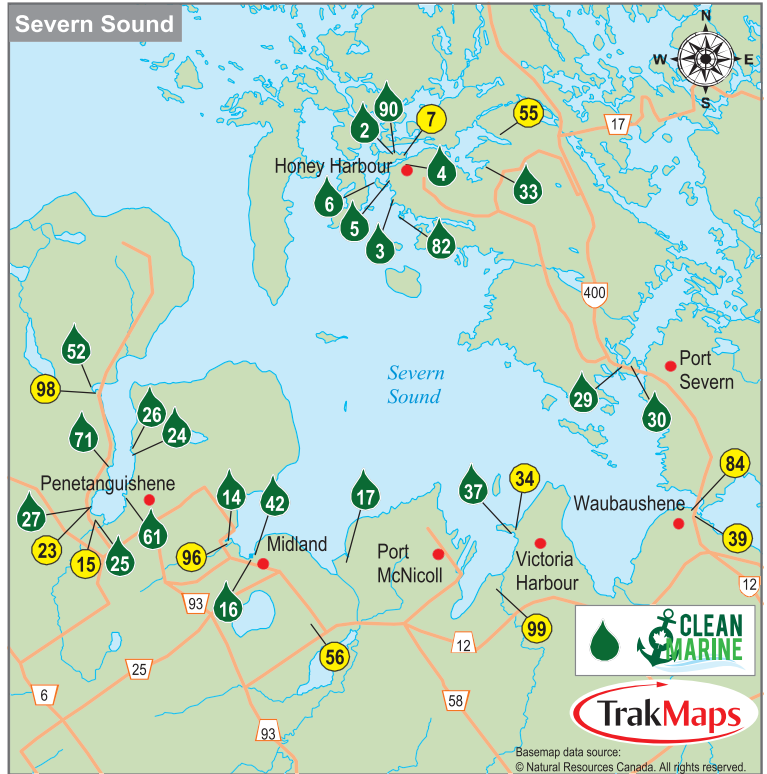 Severn Sound
N
W E
S
90
2
7
55
17
Honey Harbour
4
33
6
5
3
82
400
52
98
Severn
Sound
Port
Severn
29
30
26
24
71
Penetanguishene
14
42
17
37
34
84
Waubaushene
27
23
15
25
61
96
Midland
Port
McNicoll
Victoria
Harbour
39
16
93
12
99
56
12
25
6
58
93
CLEAN
MARINE
TrakMaps
Basemap data source:
© Natural Resources Canada. All rights reserved.